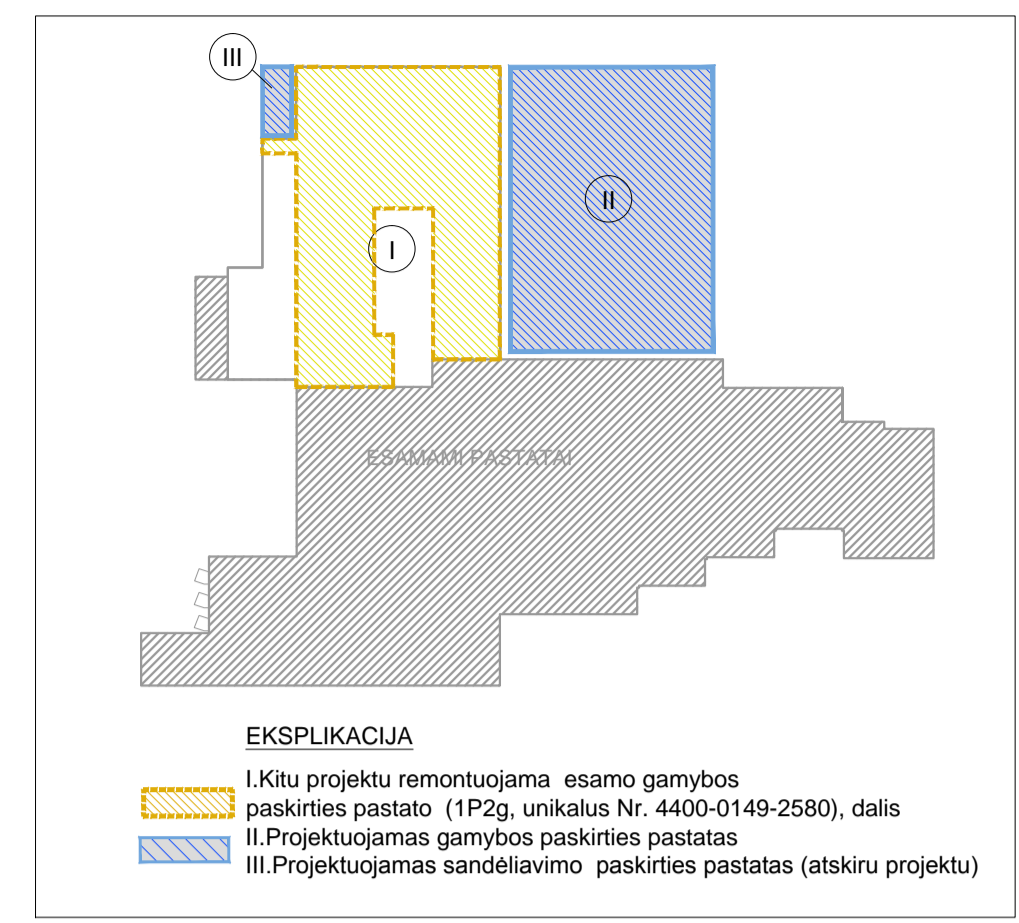 III
II
I
ESAMAMI PASTATAI
EKSPLIKACIJA
I.Kitu projektu remontuojama esamo gamybos
paskirties pastato (1P2g, unikalus Nr. 4400-0149-2580), dalis
II.Projektuojamas gamybos paskirties pastatas
III.Projektuojamas sandėliavimo paskirties pastatas (atskiru projektu)